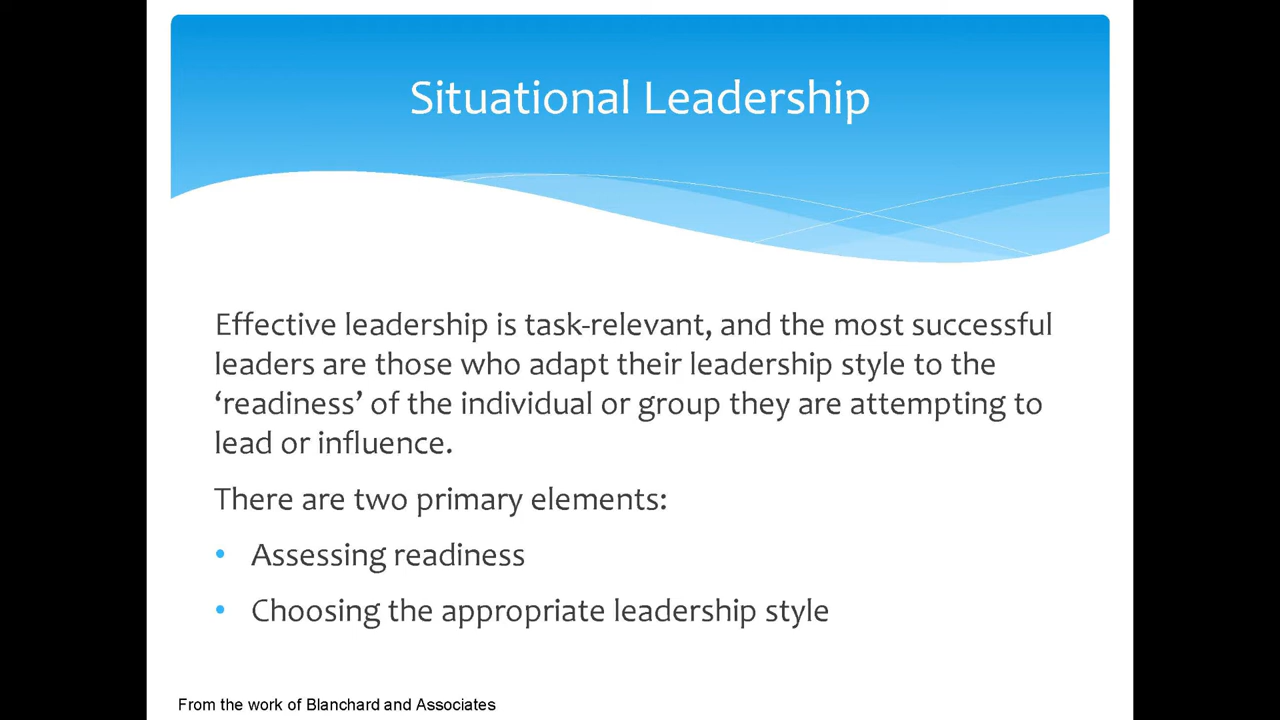 Situational Leadership
Effective leadership is task-relevant, and the most successful
leaders are those who adapt their leadership style to the
‘readiness’ of the individual or group they are attempting to
lead or influence.
There are two primary elements:
• Assessing readiness
• Choosing the appropriate leadership style
From the work of Blanchard and Associates